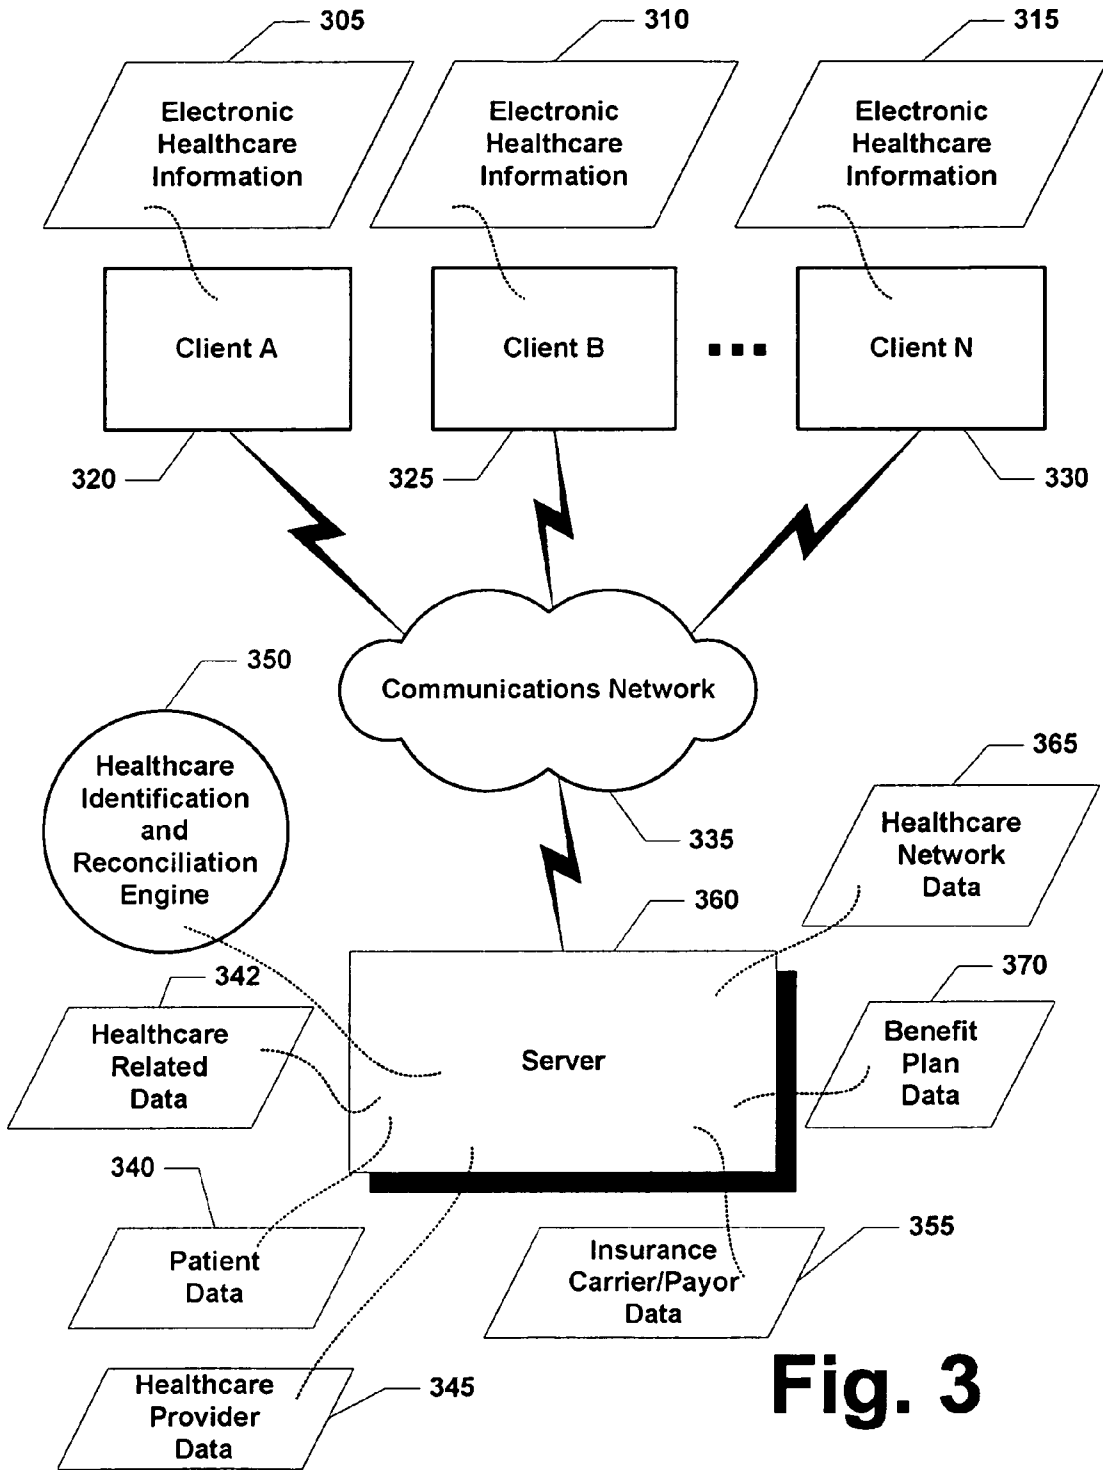 305
310
315
Electronic
Healthcare
Information
Electronic
Healthcare
Information
Electronic
Healthcare
Information
Client A
Client B
Client N
320
325
330
Communications Network
350
Healthcare
Identification
and
Reconciliation
Engine
335
365
Healthcare
Network
Data
360
342
Healthcare
Related
Data
Server
370
Benefit
Plan
Data
340
Patient
Data
355
Insurance
Carrier/Payor
Data
345
Healthcare
Provider
Data
Fig. 3